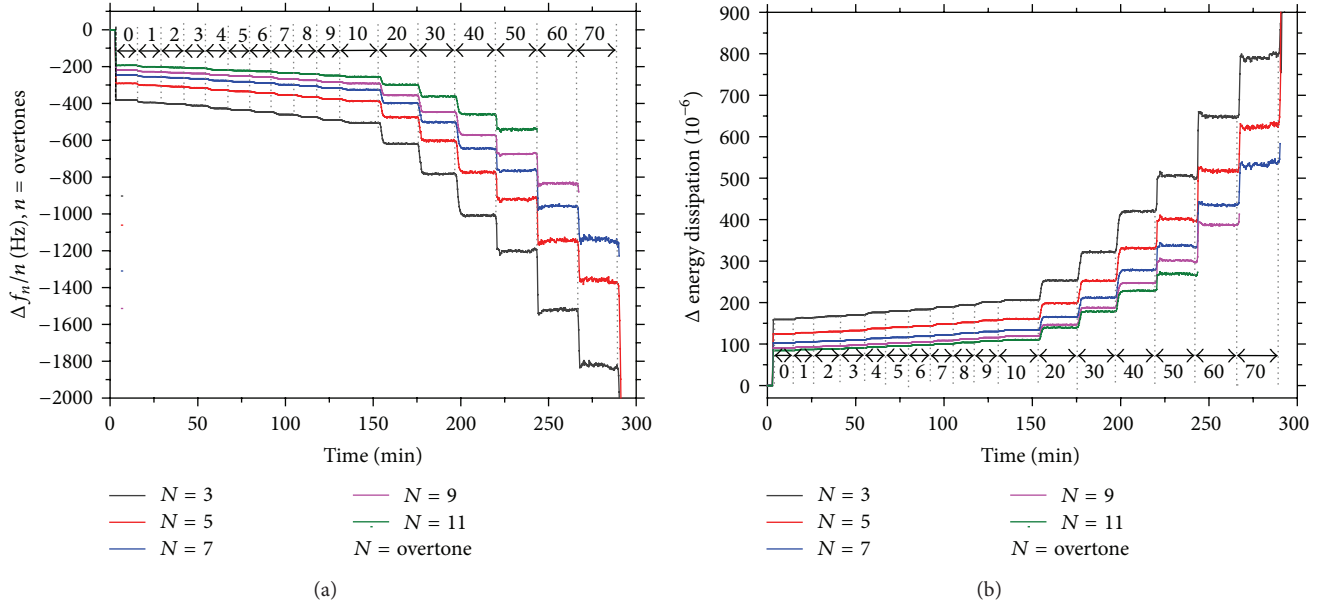 0
−200
−400
−600
−800
−1000
−1200
−1400
−1600
−1800
−2000
Δfₙ/n (Hz), n = overtones
0 1 2 3 4 5 6 7 8 9 10 20 30 40 50 60 70
0 50 100 150 200 250 300
Time (min)
N = 3
N = 5
N = 7
N = 9
N = 11
N = overtone
(a)
900
800
700
600
500
400
300
200
100
0
Δ energy dissipation (10⁻⁶)
0 1 2 3 4 5 6 7 8 9 10 20 30 40 50 60 70
0 50 100 150 200 250 300
Time (min)
N = 3
N = 5
N = 7
N = 9
N = 11
N = overtone
(b)